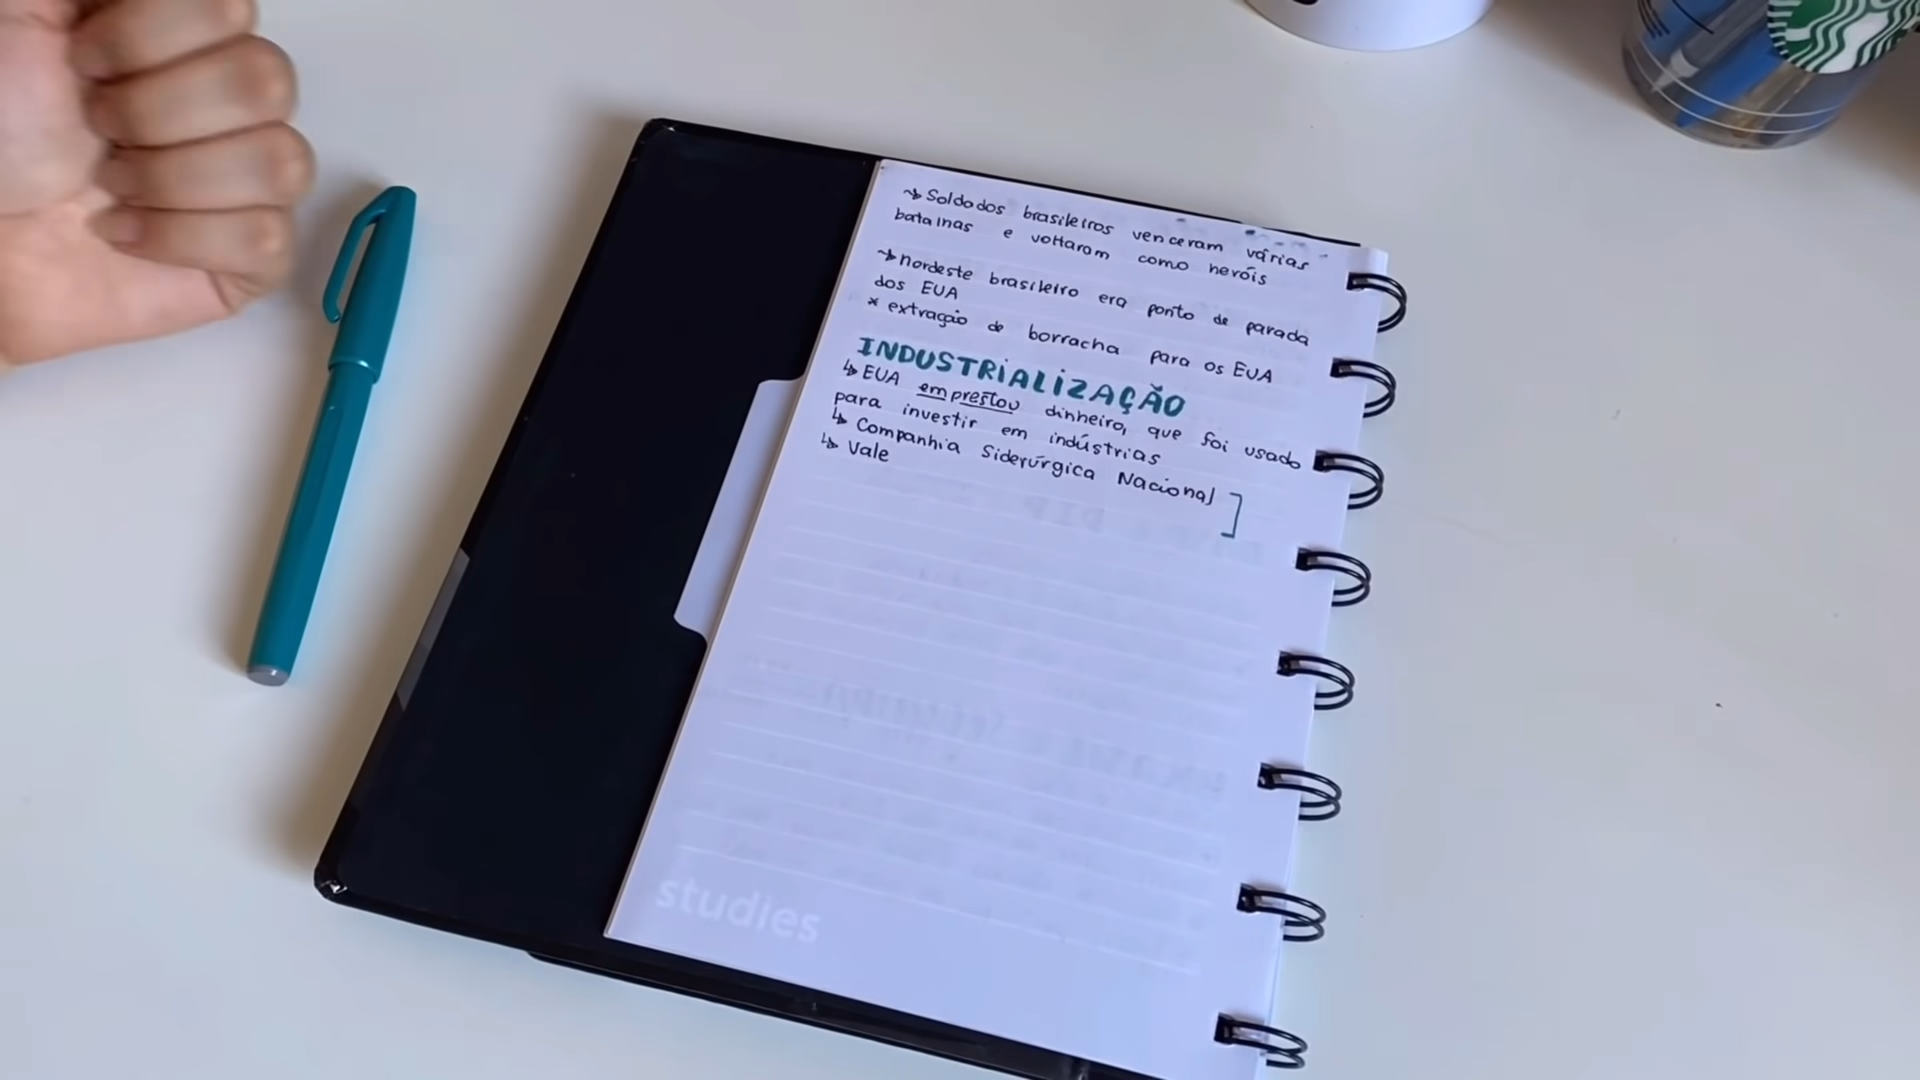 ↝ Soldados brasileiros venceram várias
batalhas e voltaram como heróis
↝ Nordeste brasileiro era ponto de parada
dos EUA
* extração de borracha para os EUA
INDUSTRIALIZAÇÃO
↳ EUA emprestou dinheiro, que foi usado
para investir em indústrias
↳ Companhia Siderúrgica Nacional ]
↳ Vale
studies